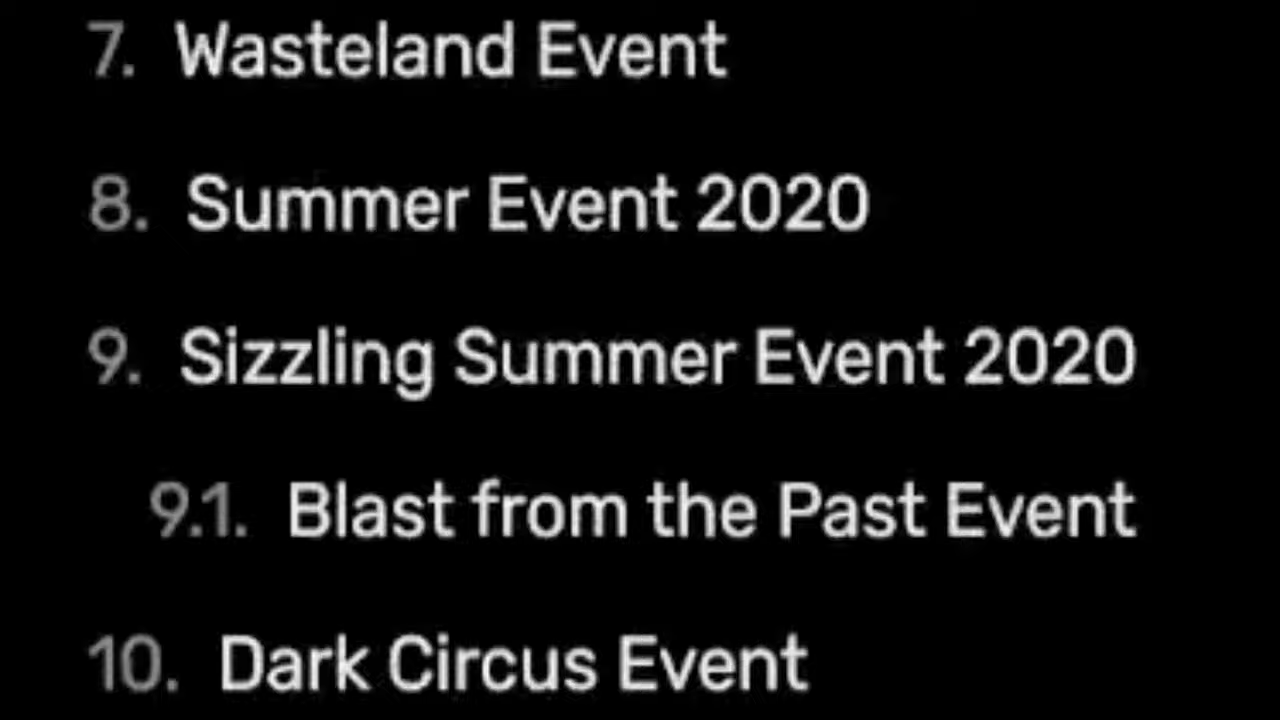 7. Wasteland Event
8. Summer Event 2020
9. Sizzling Summer Event 2020
9.1. Blast from the Past Event
10. Dark Circus Event